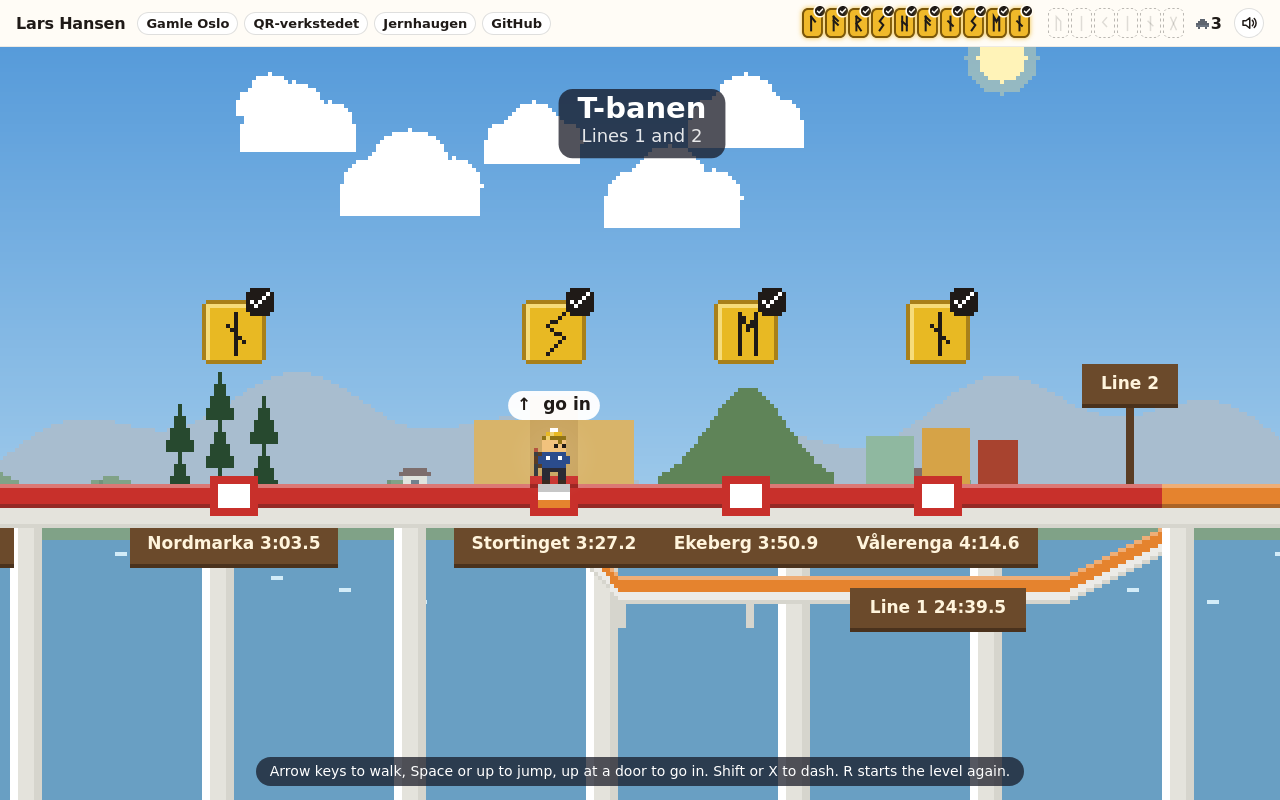 Lars Hansen Gamle Oslo QR-verkstedet Jernhaugen GitHub ᚱ ᛋ ᚺ ᚨ ᚾ ᛋ ᛖ ᚾ 3
T-banen
Lines 1 and 2
ᚾ ᛋ ᛖ ᚾ
Line 2
↑ go in
Nordmarka 3:03.5 Stortinget 3:27.2 Ekeberg 3:50.9 Vålerenga 4:14.6
Line 1 24:39.5
Arrow keys to walk, Space or up to jump, up at a door to go in. Shift or X to dash. R starts the level again.